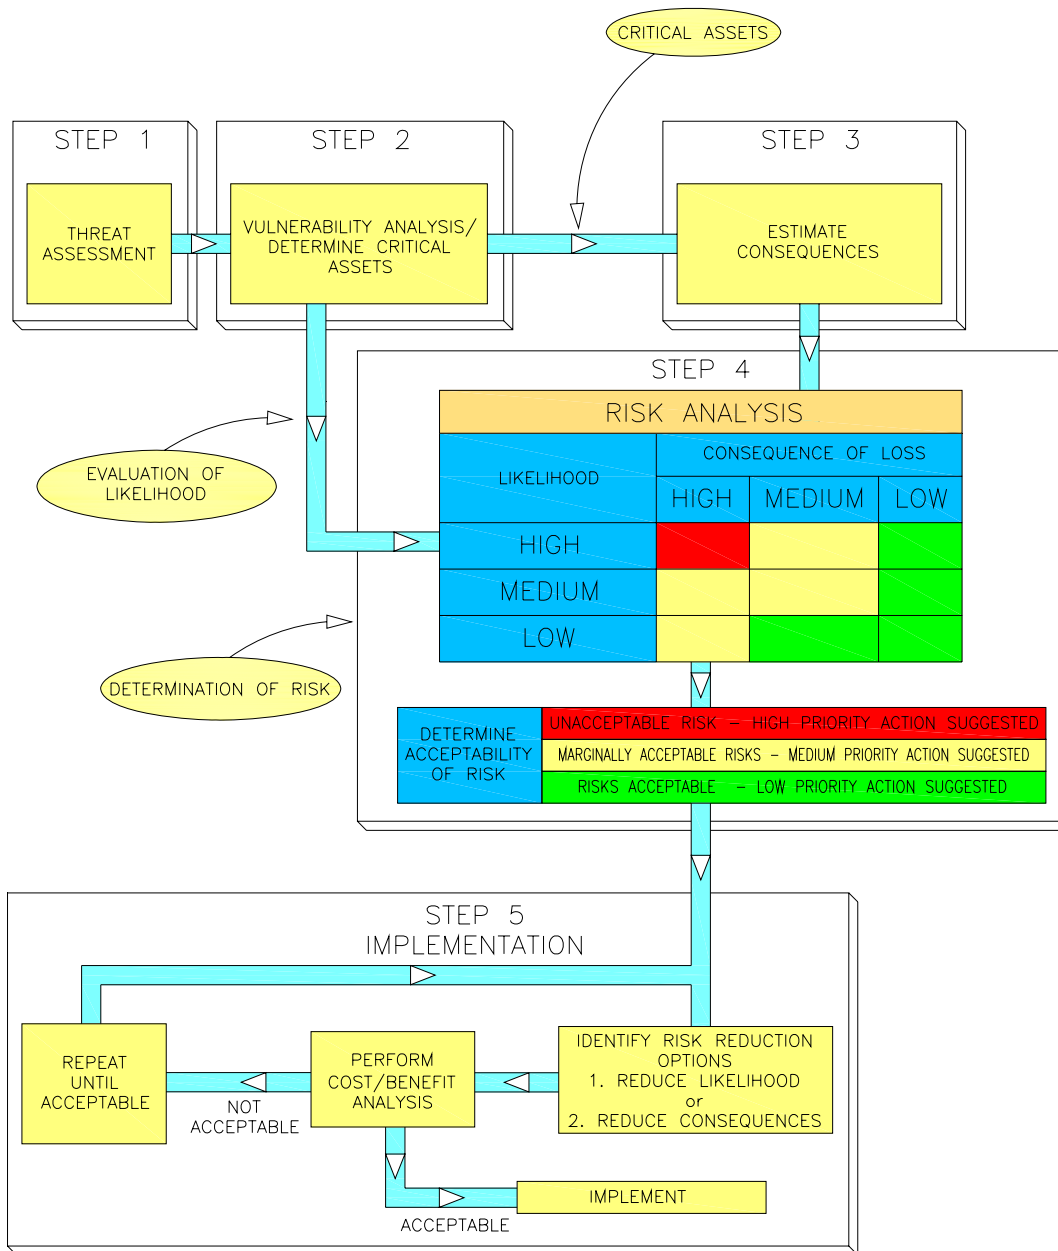 CRITICAL ASSETS
STEP 1
STEP 2
STEP 3
THREAT
ASSESSMENT
VULNERABILITY ANALYSIS/
DETERMINE CRITICAL
ASSETS
ESTIMATE
CONSEQUENCES
STEP 4
RISK ANALYSIS
LIKELIHOOD
CONSEQUENCE OF LOSS
HIGH
MEDIUM
LOW
HIGH
MEDIUM
LOW
EVALUATION OF
LIKELIHOOD
DETERMINATION OF RISK
DETERMINE
ACCEPTABILITY
OF RISK
UNACCEPTABLE RISK – HIGH PRIORITY ACTION SUGGESTED
MARGINALLY ACCEPTABLE RISKS – MEDIUM PRIORITY ACTION SUGGESTED
RISKS ACCEPTABLE – LOW PRIORITY ACTION SUGGESTED
STEP 5
IMPLEMENTATION
REPEAT
UNTIL
ACCEPTABLE
NOT
ACCEPTABLE
PERFORM
COST/BENEFIT
ANALYSIS
IDENTIFY RISK REDUCTION
OPTIONS
1. REDUCE LIKELIHOOD
or
2. REDUCE CONSEQUENCES
ACCEPTABLE
IMPLEMENT